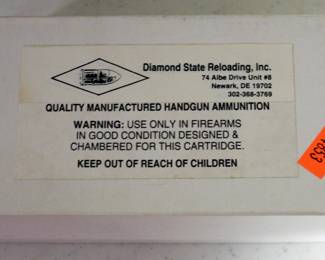 Diamond State Reloading, Inc.
74 Albe Drive Unit #8
Newark, DE 19702
302-368-3769
QUALITY MANUFACTURED HANDGUN AMMUNITION
WARNING: USE ONLY IN FIREARMS
IN GOOD CONDITION DESIGNED &
CHAMBERED FOR THIS CARTRIDGE.
KEEP OUT OF REACH OF CHILDREN